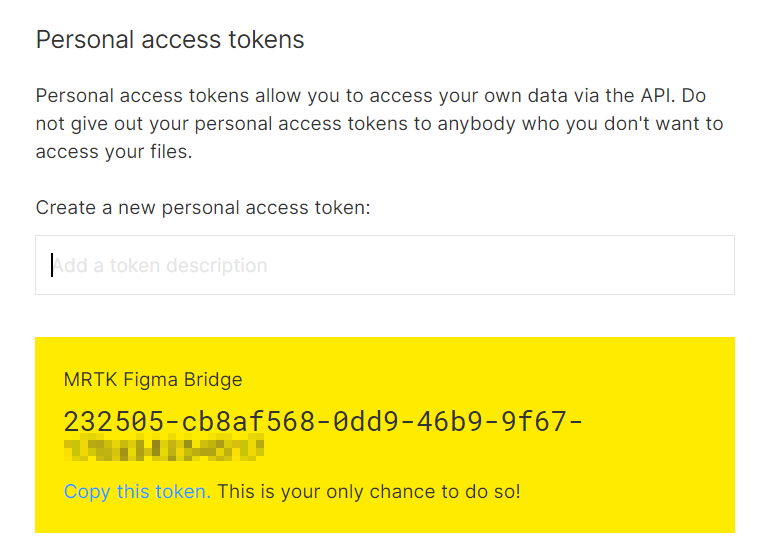 Personal access tokens
Personal access tokens allow you to access your own data via the API. Do
not give out your personal access tokens to anybody who you don't want to
access your files.
Create a new personal access token:
Add a token description
MRTK Figma Bridge
232505-cb8af568-0dd9-46b9-9f67-
Copy this token. This is your only chance to do so!